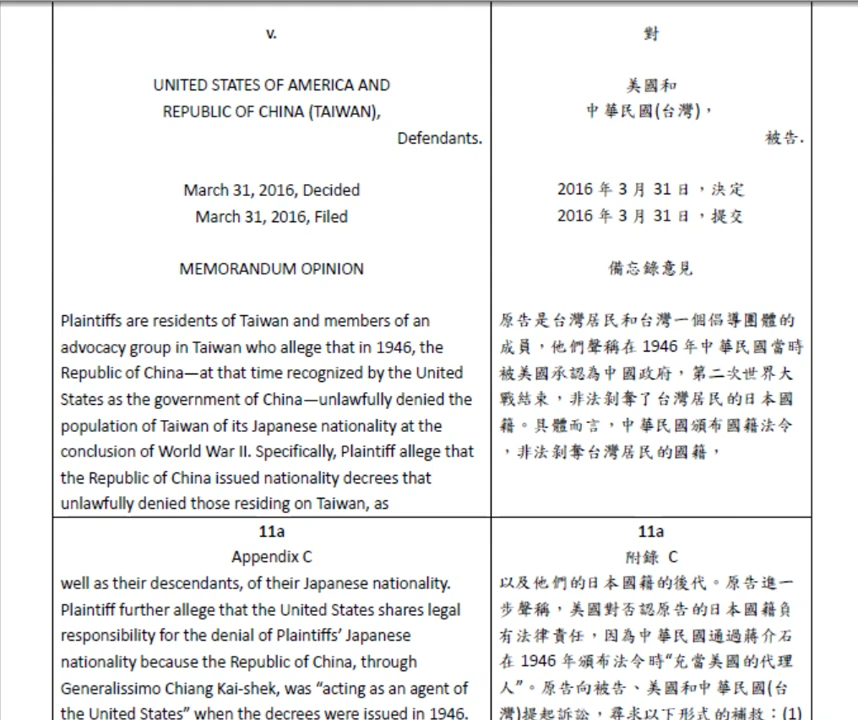 v.
UNITED STATES OF AMERICA AND
REPUBLIC OF CHINA (TAIWAN),
Defendants.
March 31, 2016, Decided
March 31, 2016, Filed
MEMORANDUM OPINION
Plaintiffs are residents of Taiwan and members of an
advocacy group in Taiwan who allege that in 1946, the
Republic of China—at that time recognized by the United
States as the government of China—unlawfully denied the
population of Taiwan of its Japanese nationality at the
conclusion of World War II. Specifically, Plaintiff allege that
the Republic of China issued nationality decrees that
unlawfully denied those residing on Taiwan, as
對
美國和
中華民國(台灣)，
被告.
2016 年 3 月 31 日，決定
2016 年 3 月 31 日，提交
備忘錄意見
原告是台灣居民和台灣一個倡導團體的
成員，他們聲稱在 1946 年中華民國當時
被美國承認為中國政府，第二次世界大
戰結束，非法剝奪了台灣居民的日本國
籍。具體而言，中華民國頒布國籍法令
，非法剝奪台灣居民的國籍，
11a
Appendix C
well as their descendants, of their Japanese nationality.
Plaintiff further allege that the United States shares legal
responsibility for the denial of Plaintiffs' Japanese
nationality because the Republic of China, through
Generalissimo Chiang Kai-shek, was "acting as an agent of
the United States" when the decrees were issued in 1946.
11a
附錄 C
以及他們的日本國籍的後代。原告進一
步聲稱，美國對否認原告的日本國籍負
有法律責任，因為中華民國通過蔣介石
在 1946 年頒布法令時“充當美國的代理
人”。原告向被告、美國和中華民國(台
灣)提起訴訟，尋求以下形式的補救：(1)